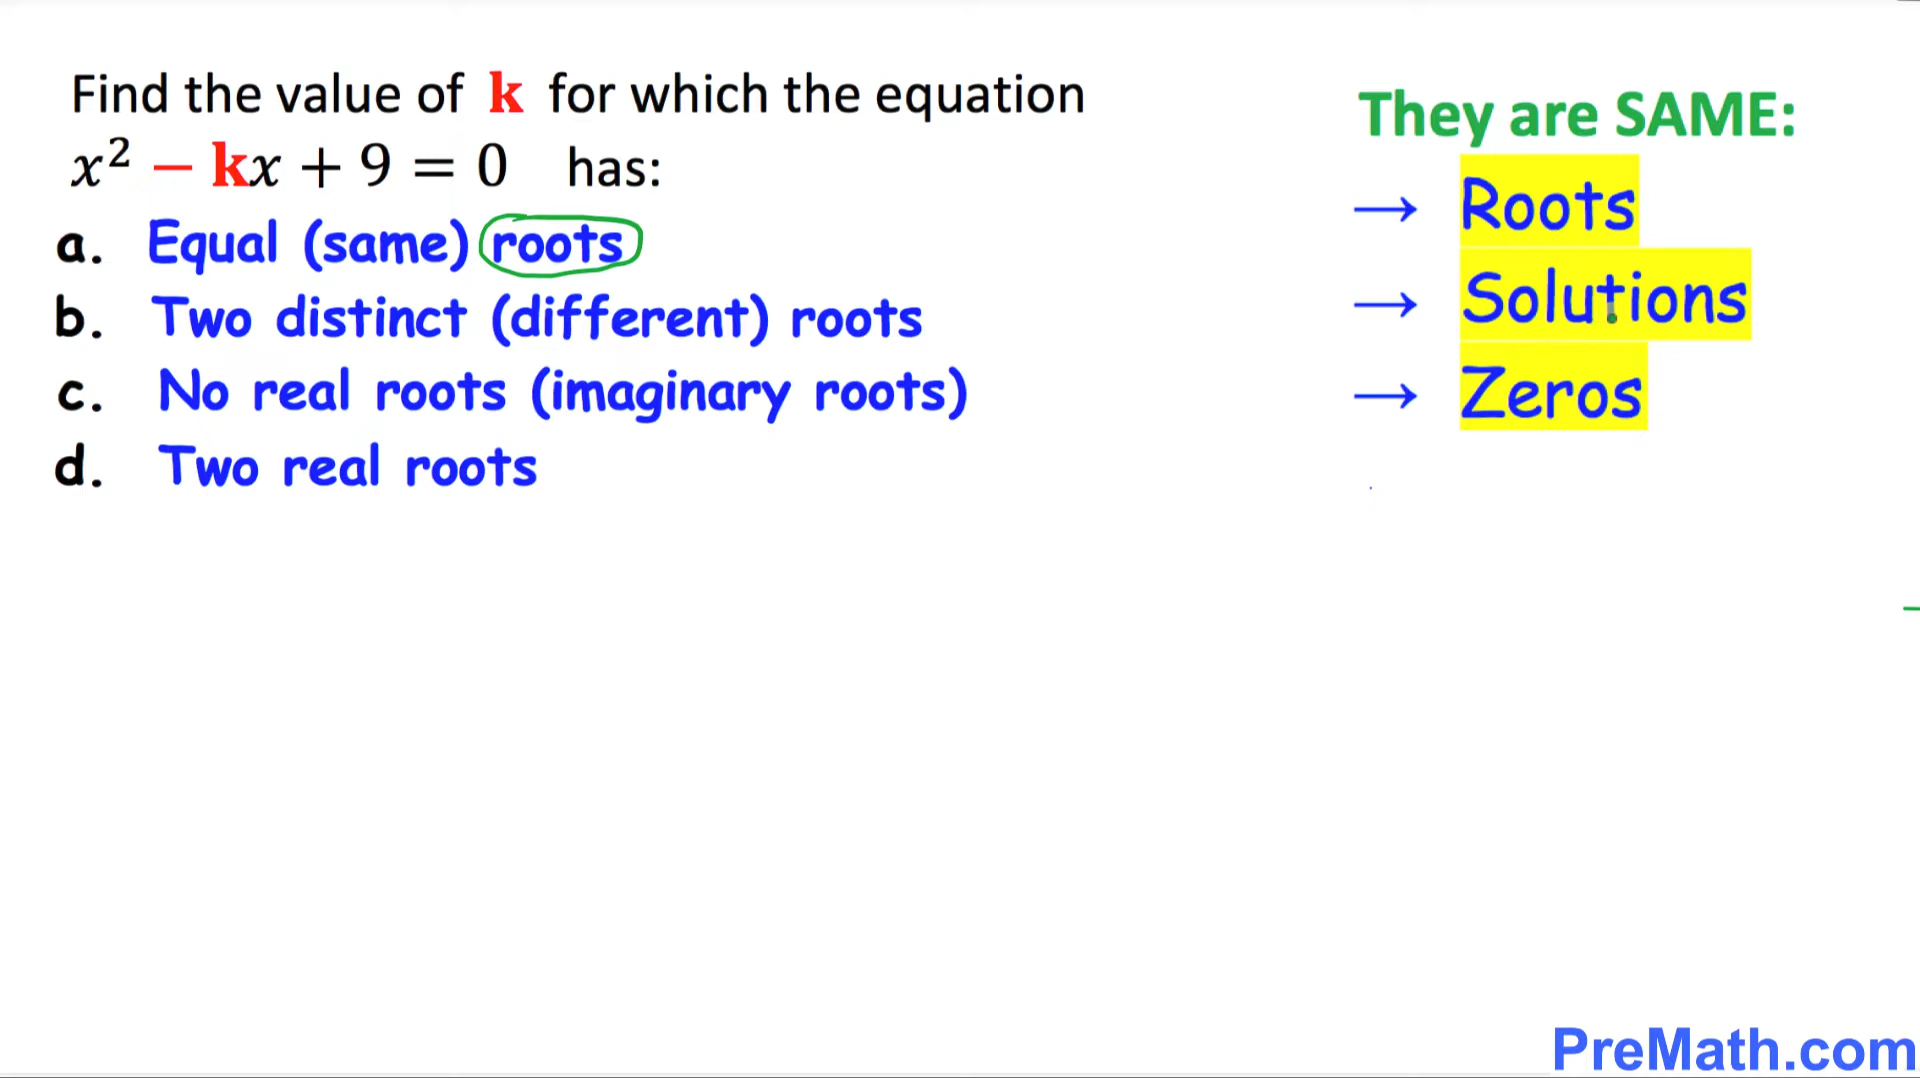 Find the value of k for which the equation
x² − kx + 9 = 0 has:
a. Equal (same) roots
b. Two distinct (different) roots
c. No real roots (imaginary roots)
d. Two real roots
They are SAME:
→ Roots
→ Solutions
→ Zeros
PreMath.com